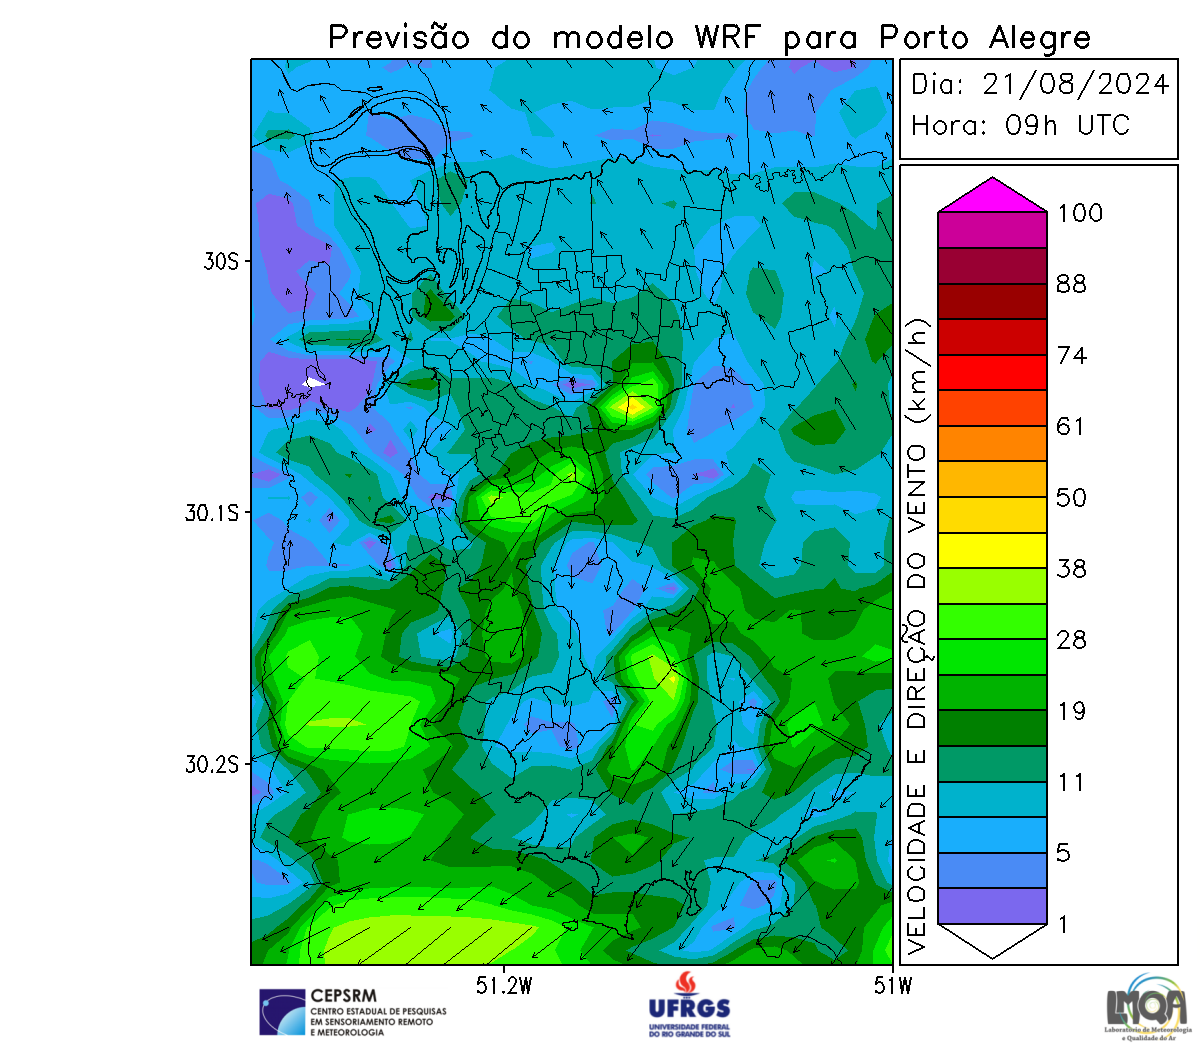 Previsão do modelo WRF para Porto Alegre
Dia: 21/08/2024
Hora: 09h UTC
30S
30.1S
30.2S
51.2W
51W
VELOCIDADE E DIREÇÃO DO VENTO (km/h)
100
88
74
61
50
38
28
19
11
5
1
CEPSRM
CENTRO ESTADUAL DE PESQUISAS
EM SENSORIAMENTO REMOTO
E METEOROLOGIA
UFRGS
UNIVERSIDADE FEDERAL
DO RIO GRANDE DO SUL
LMQA
Laboratório de Meteorologia
e Qualidade do Ar